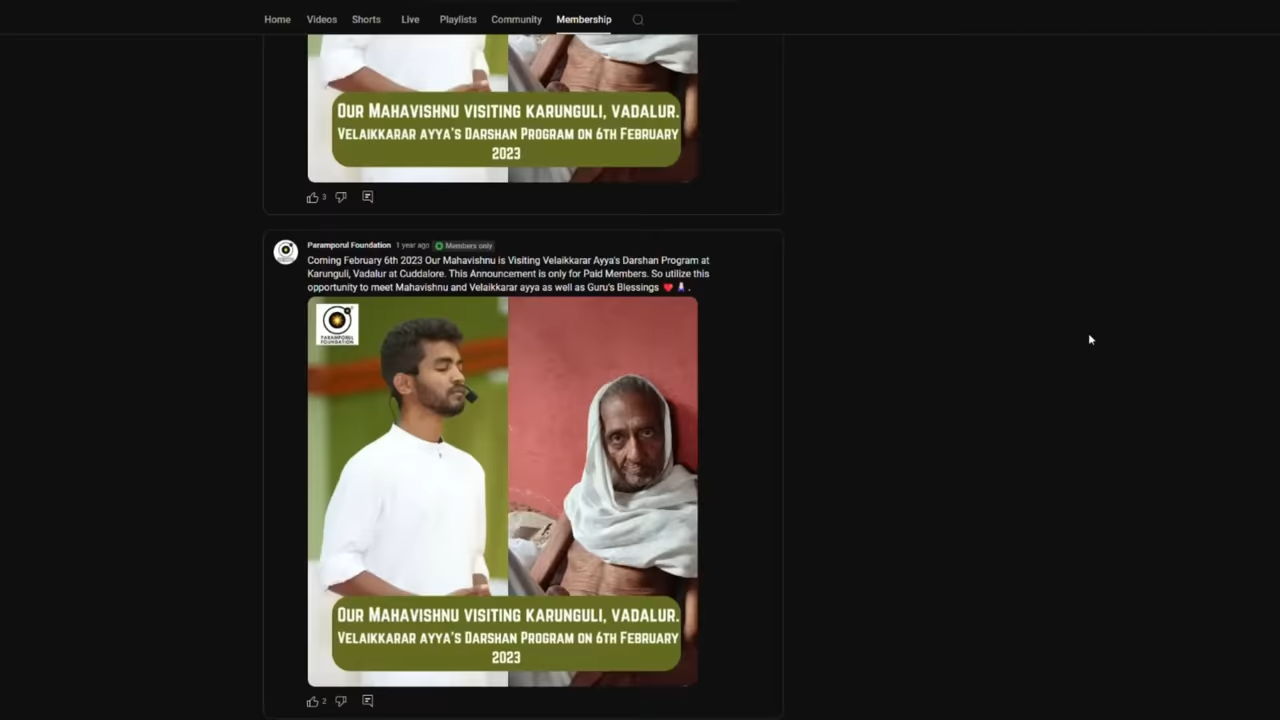 Home Videos Shorts Live Playlists Community Membership
OUR MAHAVISHNU VISITING KARUNGULI, VADALUR.
VELAIKKARAR AYYA'S DARSHAN PROGRAM ON 6TH FEBRUARY
2023
3
Paramporul Foundation 1 year ago Members only
Coming February 6th 2023 Our Mahavishnu is Visiting Velaikkarar Ayya's Darshan Program at
Karunguli, Vadalur at Cuddalore. This Announcement is only for Paid Members. So utilize this
opportunity to meet Mahavishnu and Velaikkarar ayya as well as Guru's Blessings ❤️ .
PARAMPORUL
FOUNDATION
OUR MAHAVISHNU VISITING KARUNGULI, VADALUR.
VELAIKKARAR AYYA'S DARSHAN PROGRAM ON 6TH FEBRUARY
2023
2